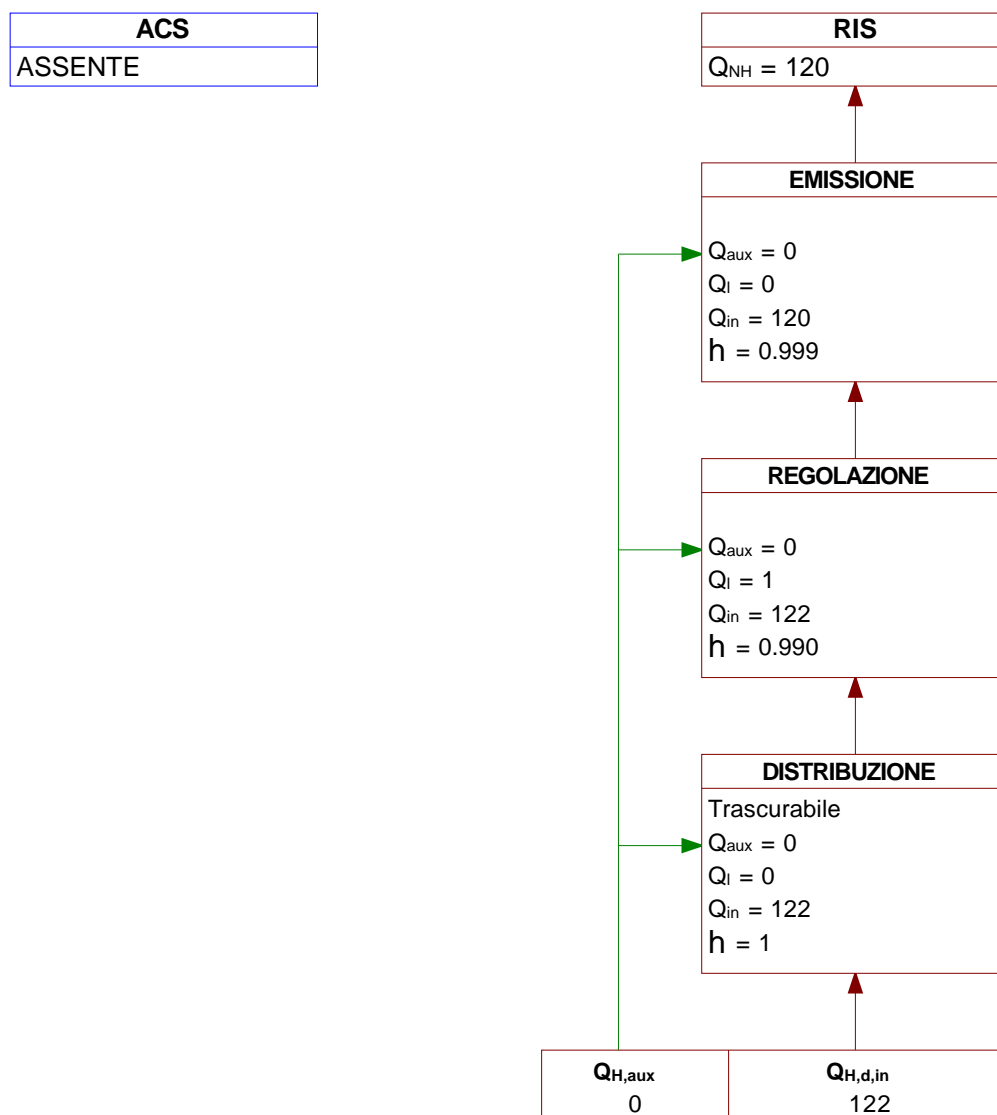 ACS
ASSENTE
RIS
QNH = 120
EMISSIONE
Qaux = 0
Ql = 0
Qin = 120
h = 0.999
REGOLAZIONE
Qaux = 0
Ql = 1
Qin = 122
h = 0.990
DISTRIBUZIONE
Trascurabile
Qaux = 0
Ql = 0
Qin = 122
h = 1
QH,aux QH,d,in
0 122